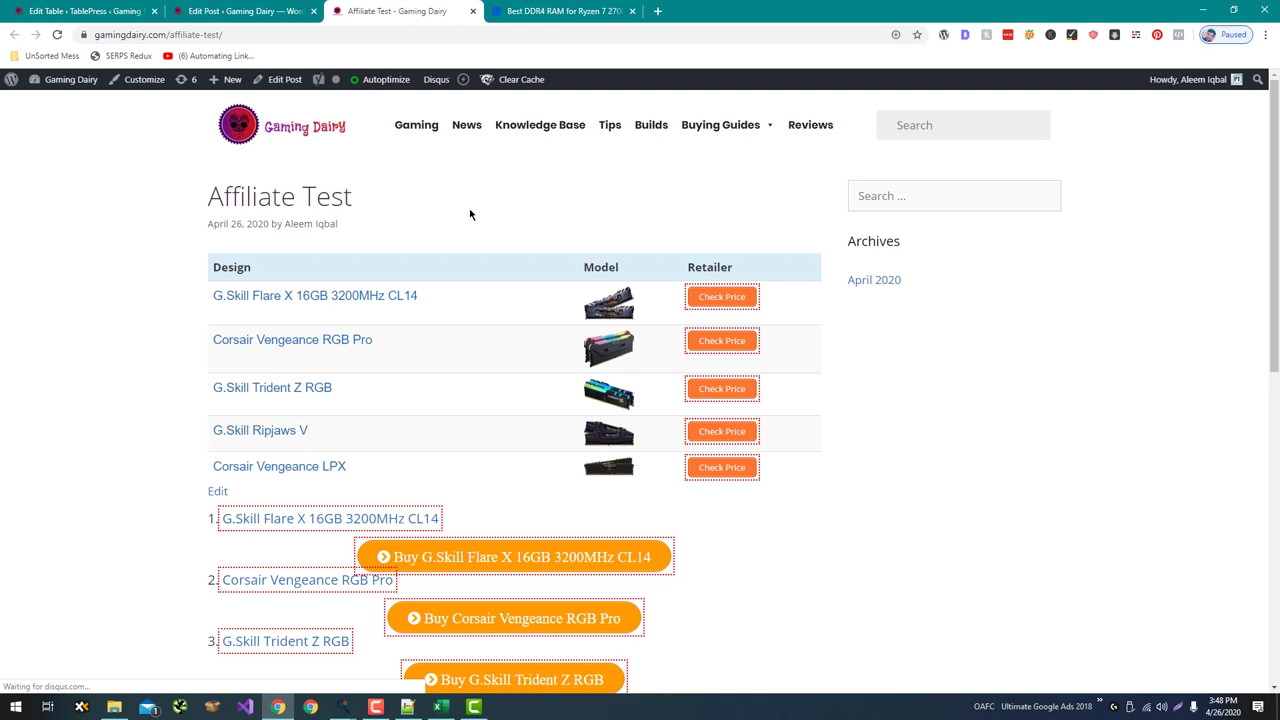 Edit Table ‹ TablePress ‹ Gaming
Edit Post ‹ Gaming Dairy — Wor
Affiliate Test - Gaming Dairy
Best DDR4 RAM for Ryzen 7 270
gamingdairy.com/affiliate-test/
Paused
UnSorted Mess
SERPS Redux
(6) Automating Link...
Gaming Dairy
Customize
6
New
Edit Post
Autoptimize
Disqus
Clear Cache
Howdy, Aleem Iqbal
Gaming Dairy
Gaming
News
Knowledge Base
Tips
Builds
Buying Guides
Reviews
Search
Affiliate Test
April 26, 2020 by Aleem Iqbal
Search ...
Archives
April 2020
Design Model Retailer
G.Skill Flare X 16GB 3200MHz CL14 Check Price
Corsair Vengeance RGB Pro Check Price
G.Skill Trident Z RGB Check Price
G.Skill Ripjaws V Check Price
Corsair Vengeance LPX Check Price
Edit
1. G.Skill Flare X 16GB 3200MHz CL14
Buy G.Skill Flare X 16GB 3200MHz CL14
2. Corsair Vengeance RGB Pro
Buy Corsair Vengeance RGB Pro
3. G.Skill Trident Z RGB
Buy G.Skill Trident Z RGB
Waiting for disqus.com...
OAFC
Ultimate Google Ads 2018
3:48 PM
4/26/2020